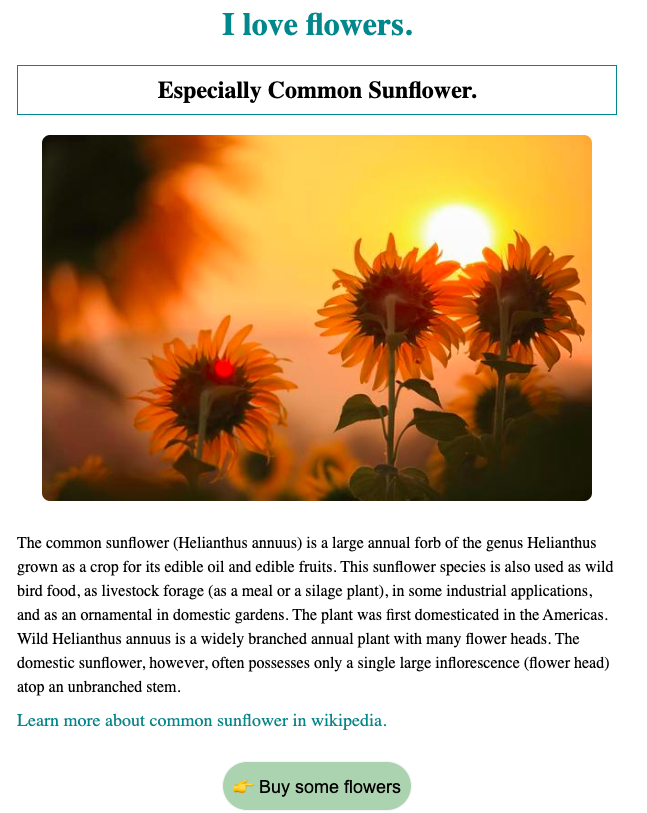 I love flowers.
Especially Common Sunflower.
The common sunflower (Helianthus annuus) is a large annual forb of the genus Helianthus
grown as a crop for its edible oil and edible fruits. This sunflower species is also used as wild
bird food, as livestock forage (as a meal or a silage plant), in some industrial applications,
and as an ornamental in domestic gardens. The plant was first domesticated in the Americas.
Wild Helianthus annuus is a widely branched annual plant with many flower heads. The
domestic sunflower, however, often possesses only a single large inflorescence (flower head)
atop an unbranched stem.
Learn more about common sunflower in wikipedia.
👉 Buy some flowers